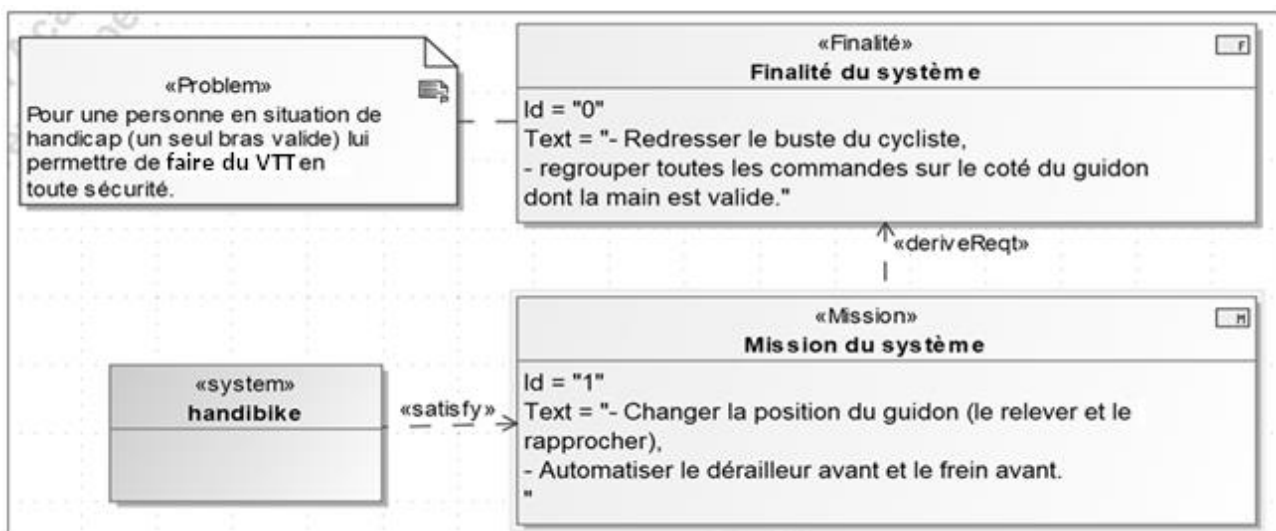 «Problem»
Pour une personne en situation de
handicap (un seul bras valide) lui
permettre de faire du VTT en
toute sécurité.
«Finalité»
F
Finalité du système
Id = "0"
Text = "- Redresser le buste du cycliste,
- regrouper toutes les commandes sur le coté du guidon
dont la main est valide."
«deriveReqt»
«Mission»
M
Mission du système
Id = "1"
Text = "- Changer la position du guidon (le relever et le
rapprocher),
- Automatiser le dérailleur avant et le frein avant.
"
«system»
handibike
«satisfy»